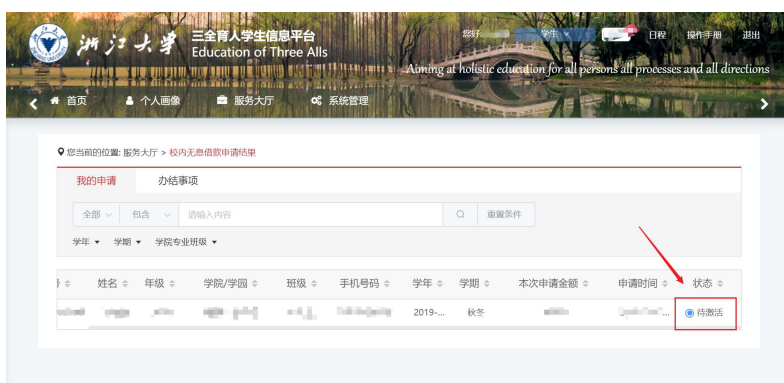 浙江大学
三全育人学生信息平台
Education of Three Alls
您好
学生
日程 操作手册 退出
Aiming at holistic education for all persons all processes and all directions
首页 个人画像 服务大厅 系统管理
您当前的位置: 服务大厅 > 校内无息借款申请结果
我的申请 办结事项
全部 包含 请输入内容 重置条件
学年 学期 学院专业班级
姓名 年级 学院/学园 班级 手机号码 学年 学期 本次申请金额 申请时间 状态
2019-... 秋冬 ... 待激活